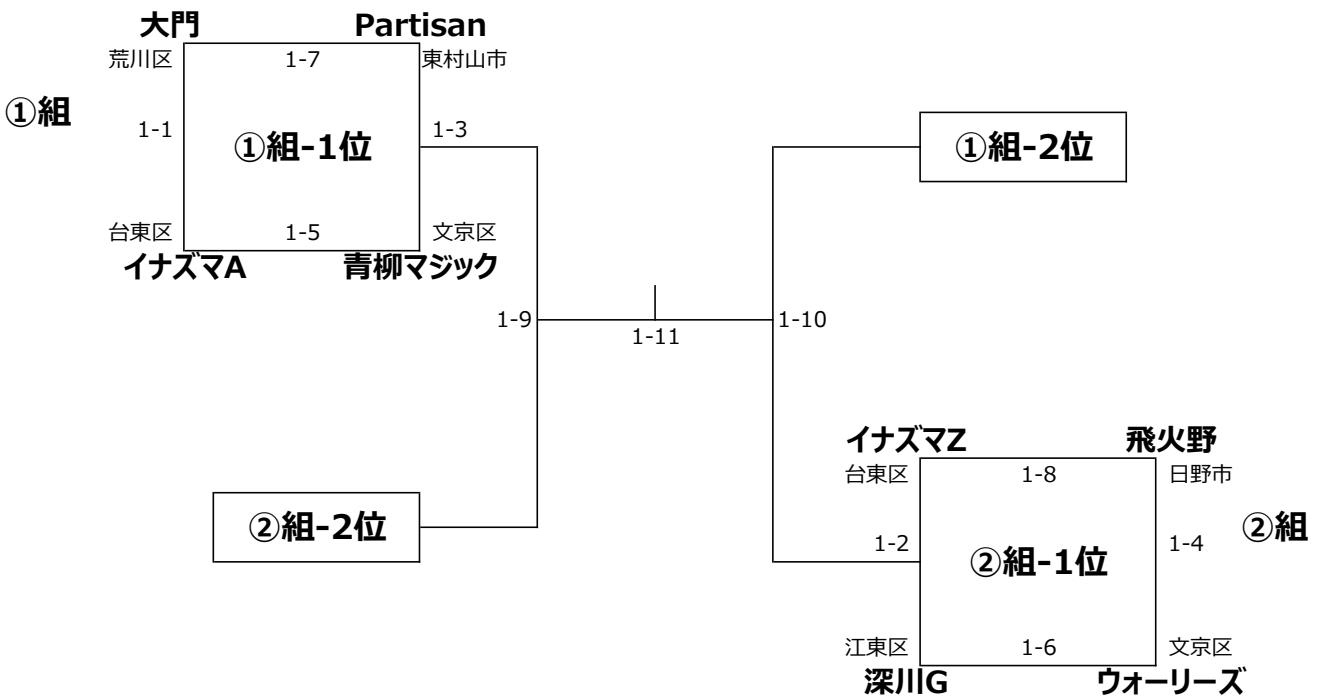 大門 Partisan
荒川区 1-7 東村山市
①組
1-1 ①組-1位 1-3
①組-2位
台東区 1-5 文京区
イナズマA 青柳マジック
1-9 1-11 1-10
イナズマZ 飛火野
台東区 1-8 日野市
②組-2位
②組
1-2 ②組-1位 1-4
江東区 1-6 文京区
深川G ウォーリーズ